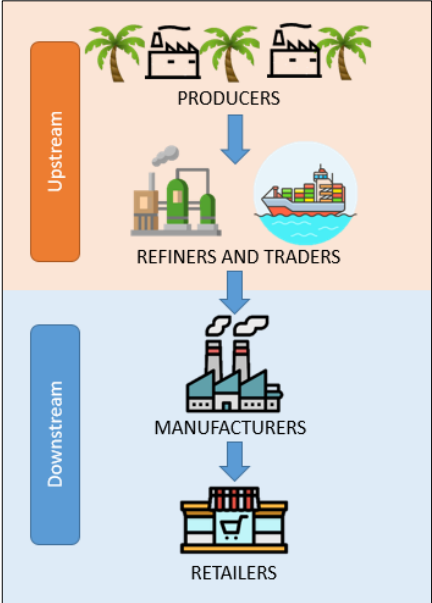 Upstream
PRODUCERS
REFINERS AND TRADERS
Downstream
MANUFACTURERS
RETAILERS